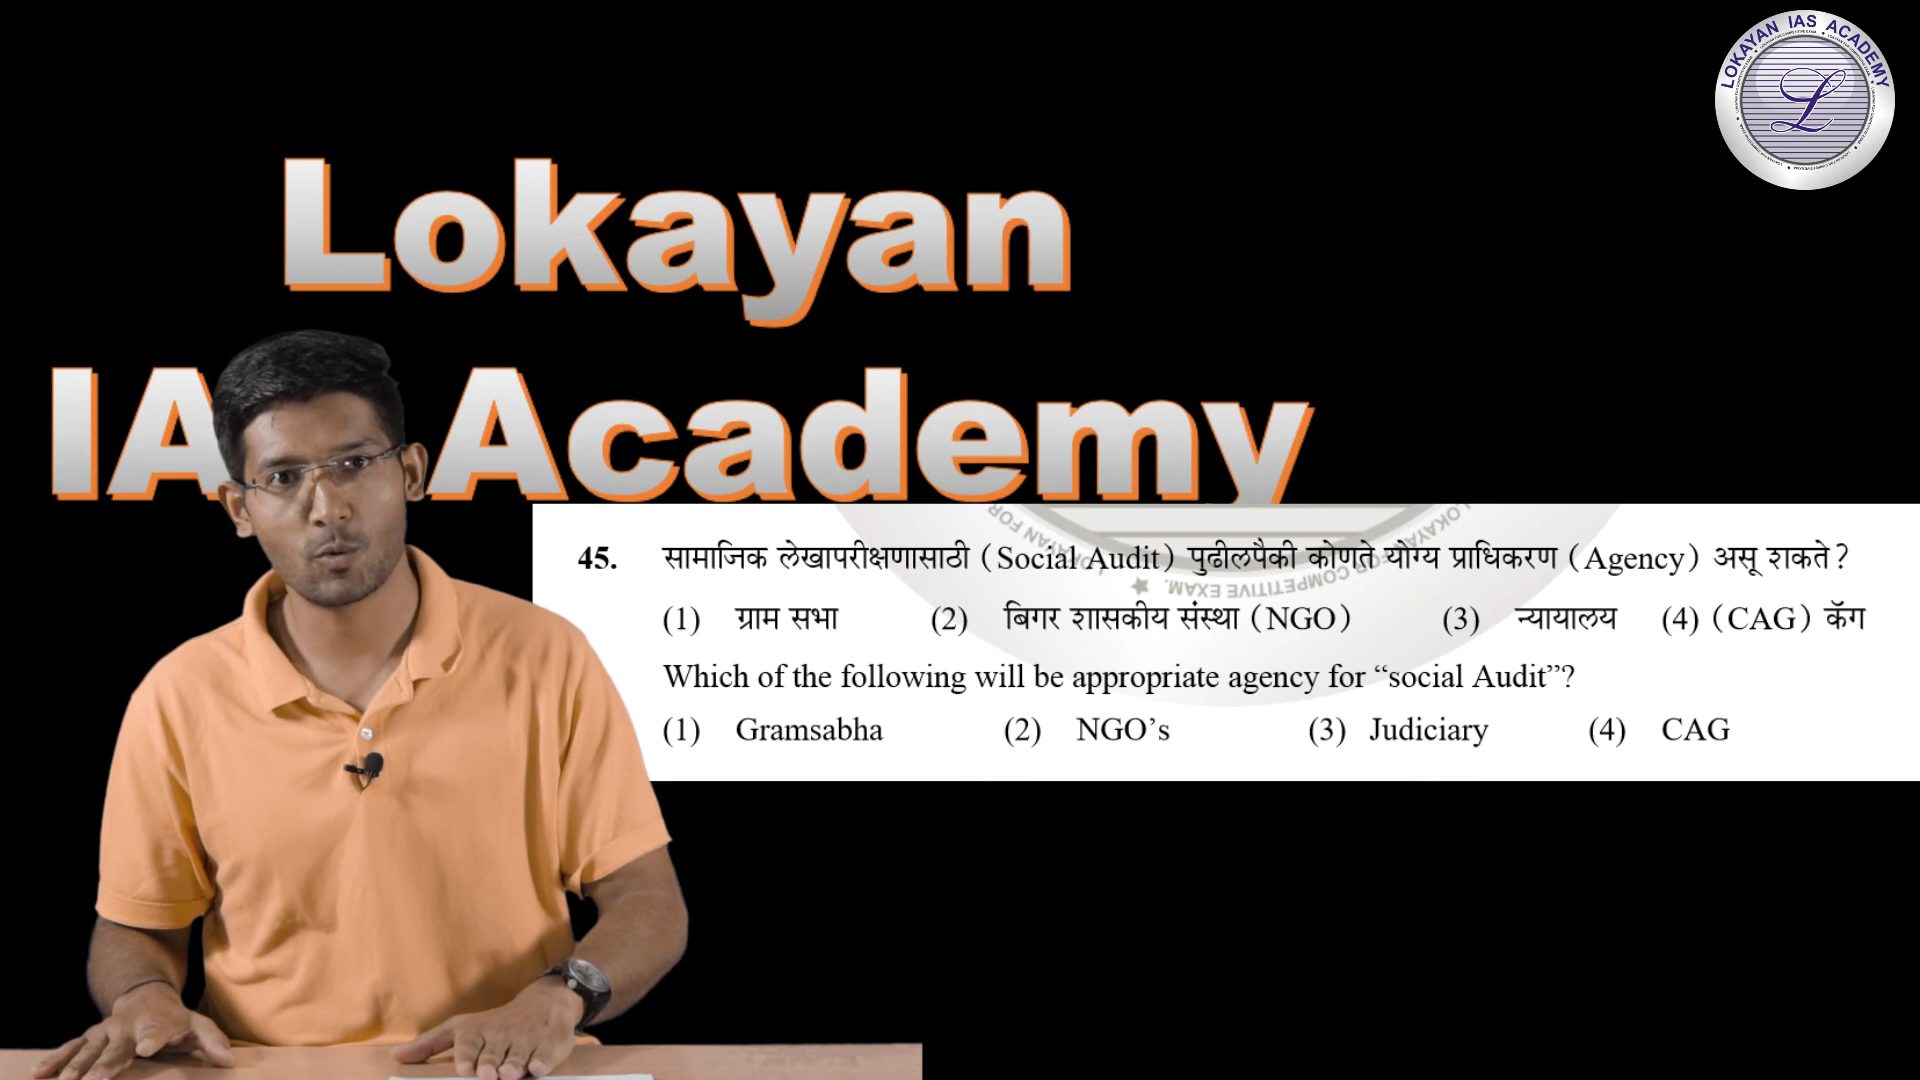 LOKAYAN IAS ACADEMY
L
Lokayan
IA Academy
45. सामाजिक लेखापरीक्षणासाठी (Social Audit) पुढीलपैकी कोणते योग्य प्राधिकरण (Agency) असू शकते?
(1) ग्राम सभा (2) बिगर शासकीय संस्था (NGO) (3) न्यायालय (4) (CAG) कॅग
Which of the following will be appropriate agency for “social Audit”?
(1) Gramsabha (2) NGO’s (3) Judiciary (4) CAG